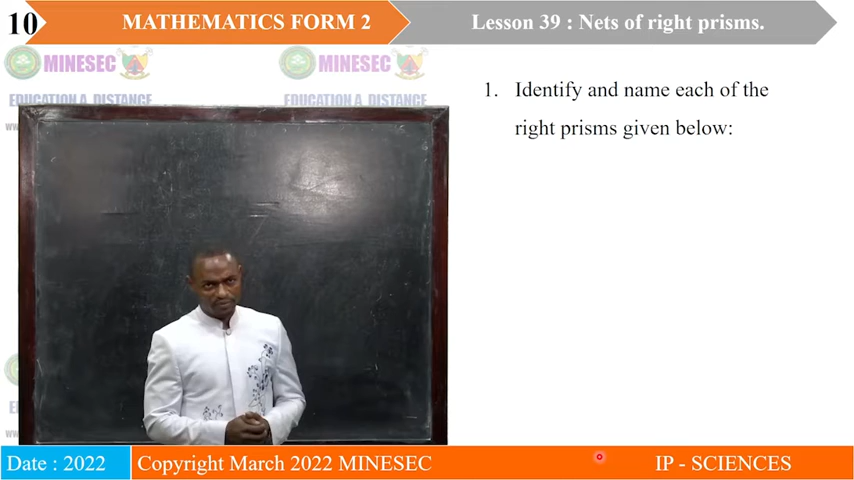 10
MATHEMATICS FORM 2
Lesson 39 : Nets of right prisms.
MINESEC
MINESEC
EDUCATION A DISTANCE
EDUCATION A DISTANCE
1. Identify and name each of the
right prisms given below:
Date : 2022
Copyright March 2022 MINESEC
IP - SCIENCES